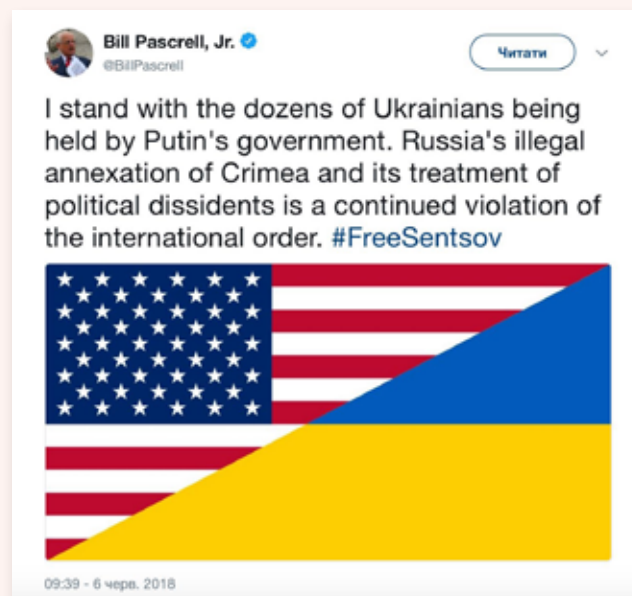 Bill Pascrell, Jr.
@BillPascrell
Читати
I stand with the dozens of Ukrainians being
held by Putin's government. Russia's illegal
annexation of Crimea and its treatment of
political dissidents is a continued violation of
the international order. #FreeSentsov
09:39 - 6 черв. 2018